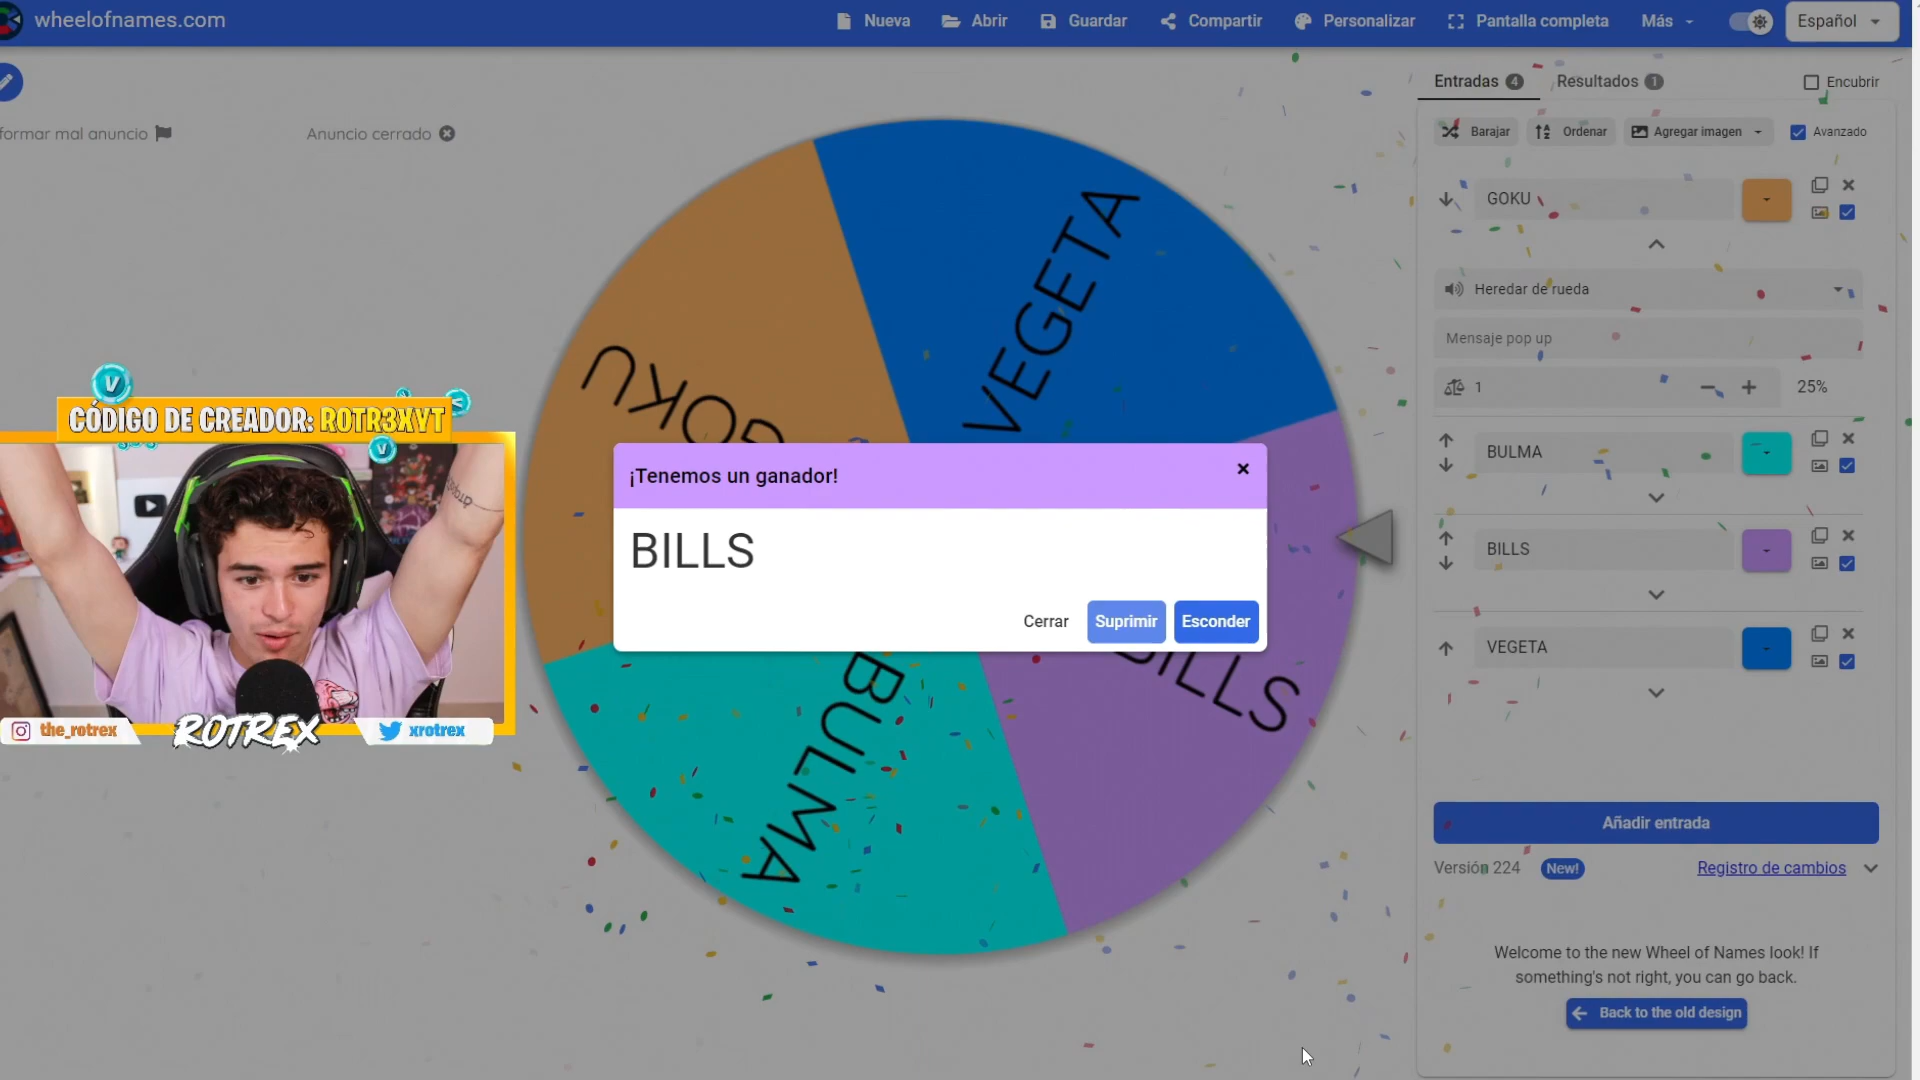 wheelofnames.com
Nueva
Abrir
Guardar
Compartir
Personalizar
Pantalla completa
Más
Español
formar mal anuncio
Anuncio cerrado
Entradas 4
Resultados 1
Encubrir
Barajar
Ordenar
Agregar imagen
Avanzado
GOKU
Heredar de rueda
Mensaje pop up
1
25%
BULMA
BILLS
VEGETA
Añadir entrada
Versión 224
New!
Registro de cambios
Welcome to the new Wheel of Names look! If
something's not right, you can go back.
Back to the old design
VEGETA
GOKU
BILLS
BULMA
¡Tenemos un ganador!
BILLS
Cerrar
Suprimir
Esconder
CÓDIGO DE CREADOR: ROTR3XYT
the_rotrex
ROTREX
xrotrex